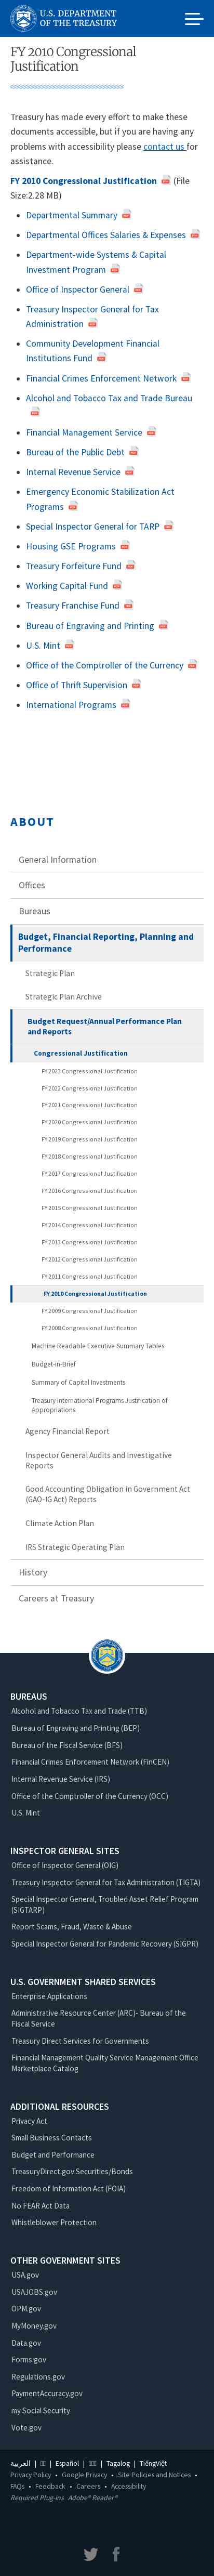 U.S. DEPARTMENT
OF THE TREASURY
FY 2010 Congressional
Justification
Treasury has made every effort to make these
documents accessible, but if you are having any
problems with accessibility please contact us for
assistance.
FY 2010 Congressional Justification (File
Size:2.28 MB)
Departmental Summary
Departmental Offices Salaries & Expenses
Department-wide Systems & Capital
Investment Program
Office of Inspector General
Treasury Inspector General for Tax
Administration
Community Development Financial
Institutions Fund
Financial Crimes Enforcement Network
Alcohol and Tobacco Tax and Trade Bureau
Financial Management Service
Bureau of the Public Debt
Internal Revenue Service
Emergency Economic Stabilization Act
Programs
Special Inspector General for TARP
Housing GSE Programs
Treasury Forfeiture Fund
Working Capital Fund
Treasury Franchise Fund
Bureau of Engraving and Printing
U.S. Mint
Office of the Comptroller of the Currency
Office of Thrift Supervision
International Programs
ABOUT
General Information
Offices
Bureaus
Budget, Financial Reporting, Planning and
Performance
Strategic Plan
Strategic Plan Archive
Budget Request/Annual Performance Plan
and Reports
Congressional Justification
FY 2023 Congressional Justification
FY 2022 Congressional Justification
FY 2021 Congressional Justification
FY 2020 Congressional Justification
FY 2019 Congressional Justification
FY 2018 Congressional Justification
FY 2017 Congressional Justification
FY 2016 Congressional Justification
FY 2015 Congressional Justification
FY 2014 Congressional Justification
FY 2013 Congressional Justification
FY 2012 Congressional Justification
FY 2011 Congressional Justification
FY 2010 Congressional Justification
FY 2009 Congressional Justification
FY 2008 Congressional Justification
Machine Readable Executive Summary Tables
Budget-in-Brief
Summary of Capital Investments
Treasury International Programs Justification of
Appropriations
Agency Financial Report
Inspector General Audits and Investigative
Reports
Good Accounting Obligation in Government Act
(GAO-IG Act) Reports
Climate Action Plan
IRS Strategic Operating Plan
History
Careers at Treasury
BUREAUS
Alcohol and Tobacco Tax and Trade (TTB)
Bureau of Engraving and Printing (BEP)
Bureau of the Fiscal Service (BFS)
Financial Crimes Enforcement Network (FinCEN)
Internal Revenue Service (IRS)
Office of the Comptroller of the Currency (OCC)
U.S. Mint
INSPECTOR GENERAL SITES
Office of Inspector General (OIG)
Treasury Inspector General for Tax Administration (TIGTA)
Special Inspector General, Troubled Asset Relief Program
(SIGTARP)
Report Scams, Fraud, Waste & Abuse
Special Inspector General for Pandemic Recovery (SIGPR)
U.S. GOVERNMENT SHARED SERVICES
Enterprise Applications
Administrative Resource Center (ARC)- Bureau of the
Fiscal Service
Treasury Direct Services for Governments
Financial Management Quality Service Management Office
Marketplace Catalog
ADDITIONAL RESOURCES
Privacy Act
Small Business Contacts
Budget and Performance
TreasuryDirect.gov Securities/Bonds
Freedom of Information Act (FOIA)
No FEAR Act Data
Whistleblower Protection
OTHER GOVERNMENT SITES
USA.gov
USAJOBS.gov
OPM.gov
MyMoney.gov
Data.gov
Forms.gov
Regulations.gov
PaymentAccuracy.gov
my Social Security
Vote.gov
العربية | | Español | | Tagalog | TiếngViệt
Privacy Policy • Google Privacy • Site Policies and Notices •
FAQs • Feedback • Careers • Accessibility
Required Plug-ins Adobe® Reader®